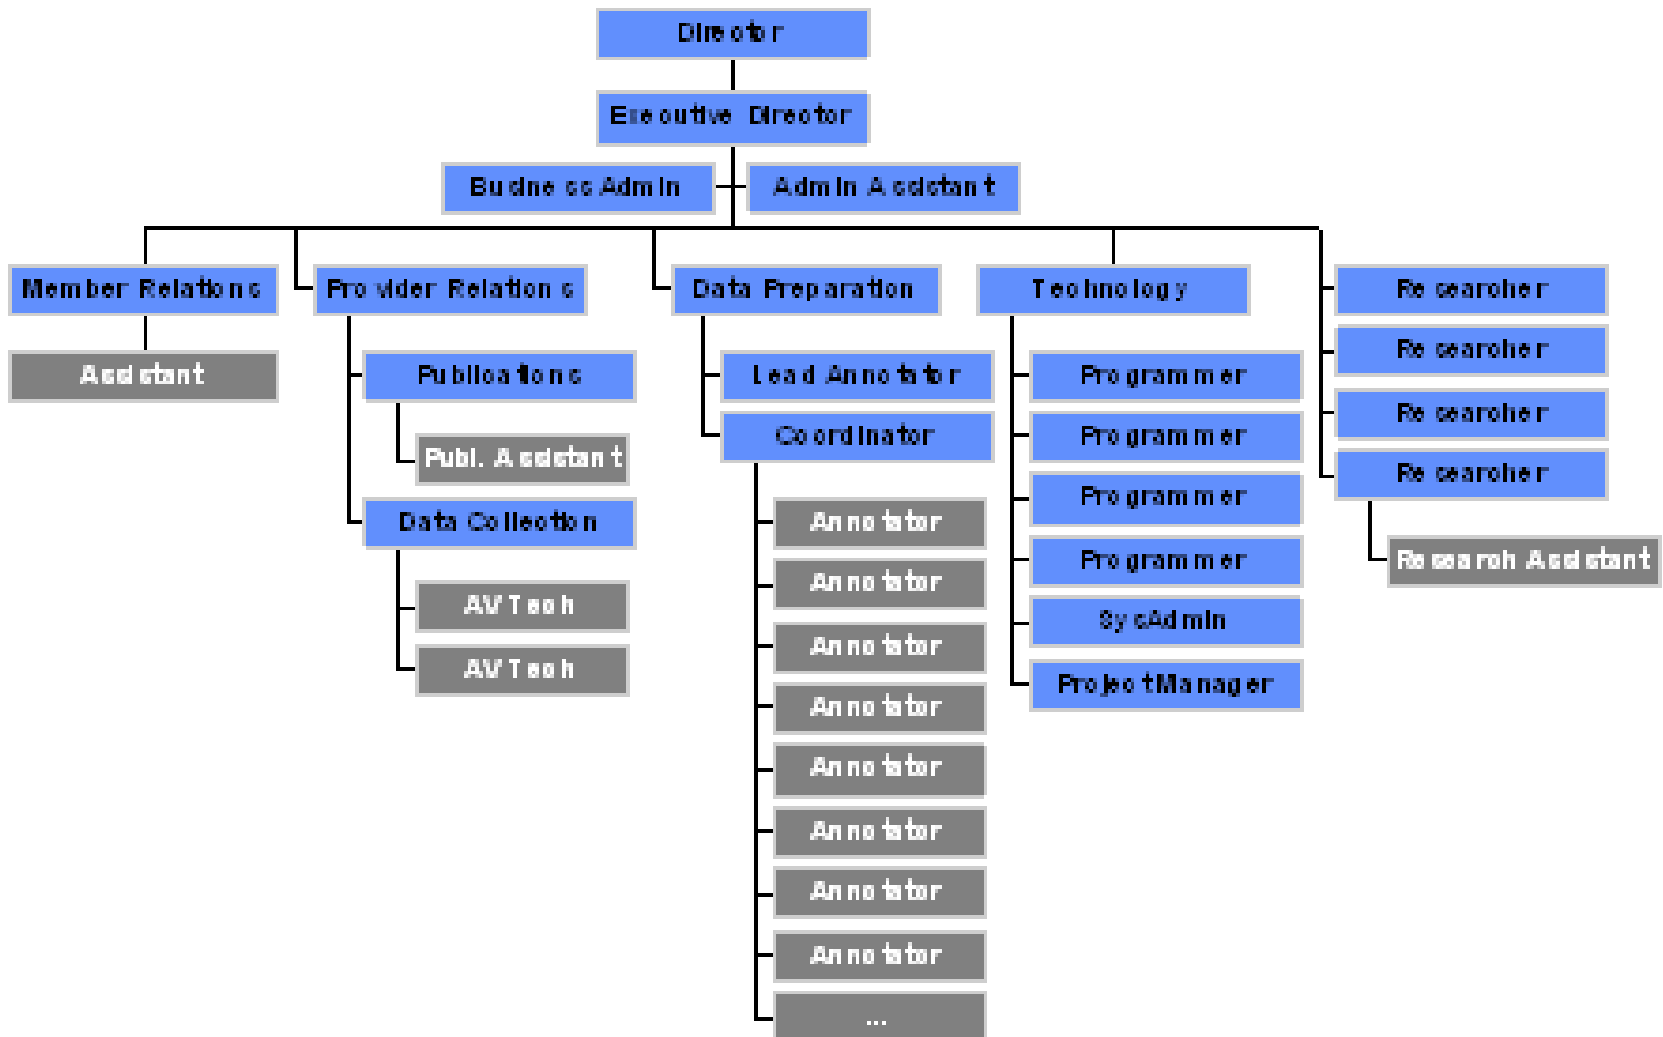 Director
Executive Director
Business Admin
Admin Assistant
Member Relations
Assistant
Provider Relations
Publications
Publ. Assistant
Data Collection
AV Tech
AV Tech
Data Preparation
Lead Annotator
Coordinator
Annotator
Annotator
Annotator
Annotator
Annotator
Annotator
Annotator
Annotator
...
Technology
Programmer
Programmer
Programmer
Programmer
SysAdmin
ProjectManager
Researcher
Researcher
Researcher
Researcher
Research Assistant